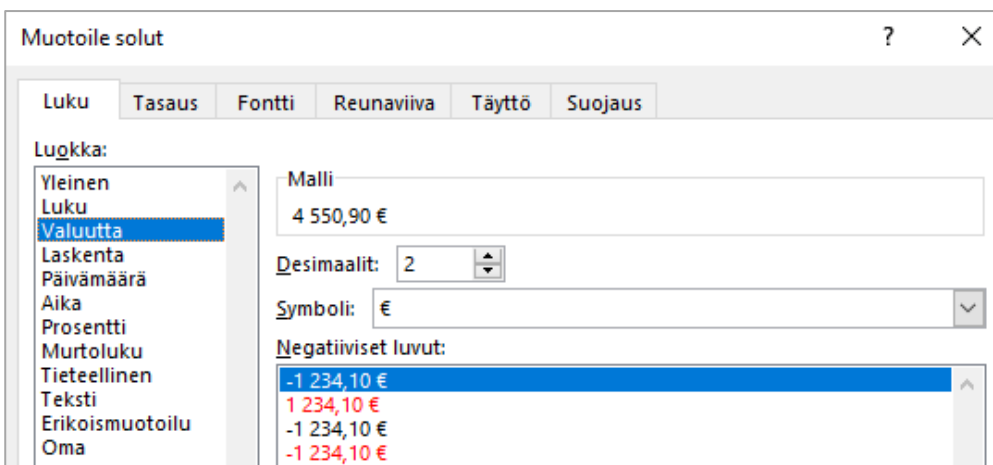 Muotoile solut
Luku Tasaus Fontti Reunaviiva Täyttö Suojaus
Luokka:
Yleinen
Luku
Valuutta
Laskenta
Päivämäärä
Aika
Prosentti
Murtoluku
Tieteellinen
Teksti
Erikoismuotoilu
Oma
Malli
4 550,90 €
Desimaalit: 2
Symboli: €
Negatiiviset luvut:
-1 234,10 €
1 234,10 €
-1 234,10 €
-1 234,10 €